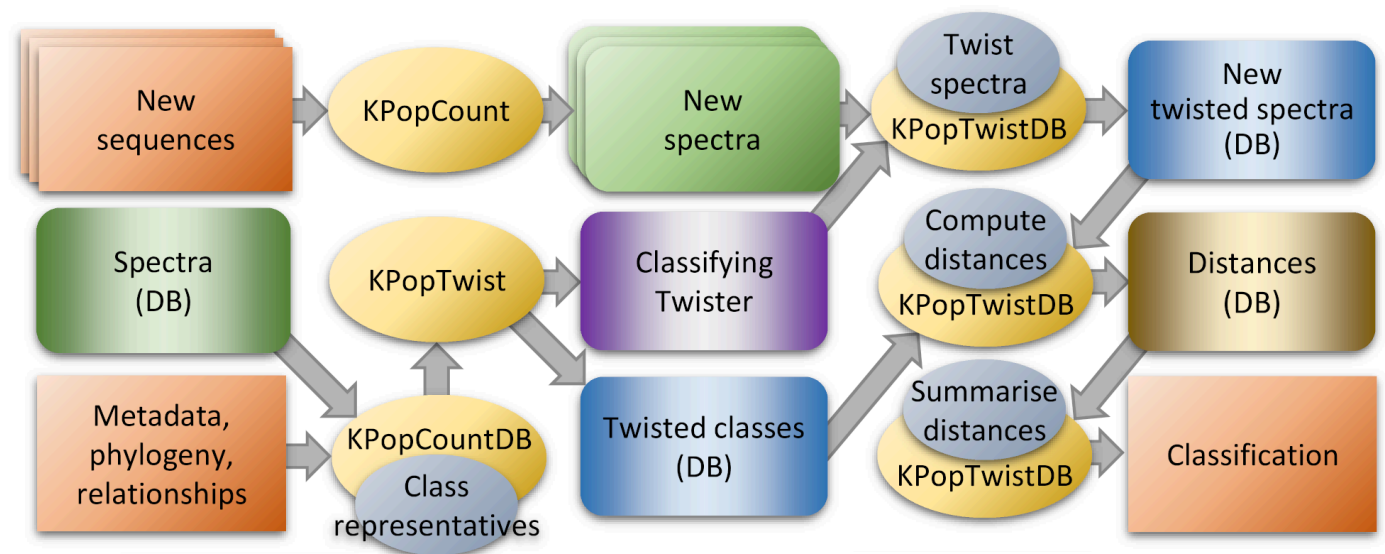 New
sequences
KPopCount
New
spectra
Twist
spectra
KPopTwistDB
New
twisted spectra
(DB)
Spectra
(DB)
KPopTwist
Classifying
Twister
Compute
distances
KPopTwistDB
Distances
(DB)
Metadata,
phylogeny,
relationships
KPopCountDB
Class
representatives
Twisted classes
(DB)
Summarise
distances
KPopTwistDB
Classification